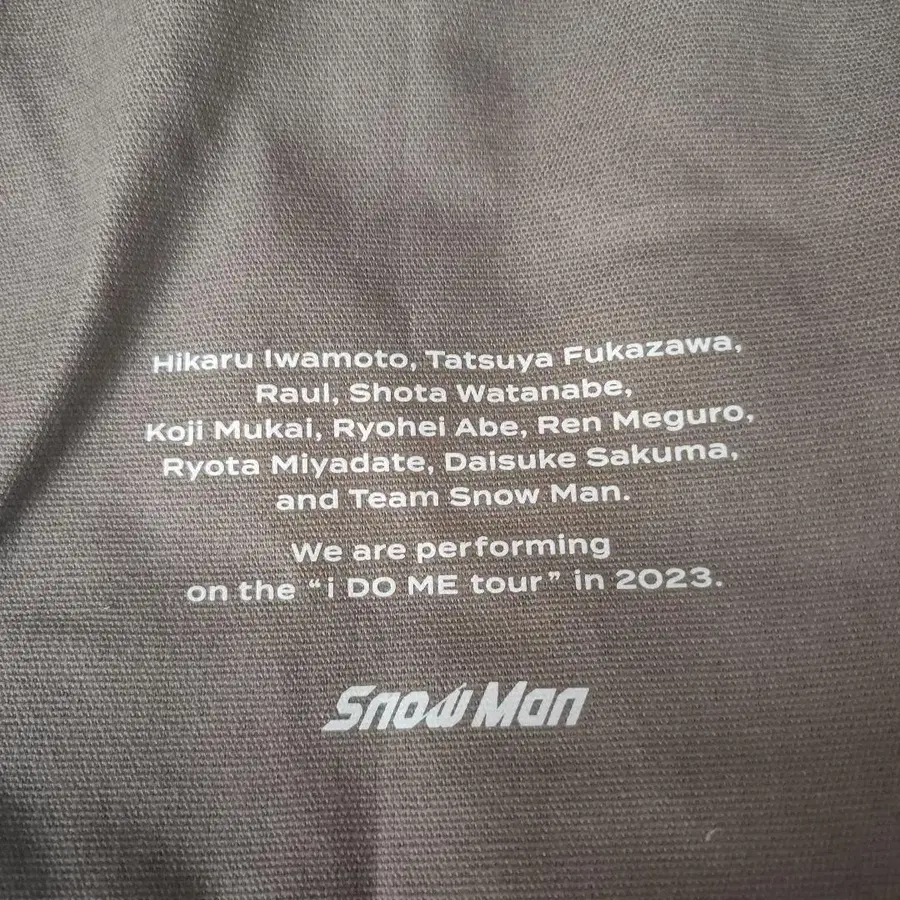 Hikaru Iwamoto, Tatsuya Fukazawa,
Raul, Shota Watanabe,
Koji Mukai, Ryohei Abe, Ren Meguro,
Ryota Miyadate, Daisuke Sakuma,
and Team Snow Man.
We are performing
on the “i DO ME tour” in 2023.
Snow Man